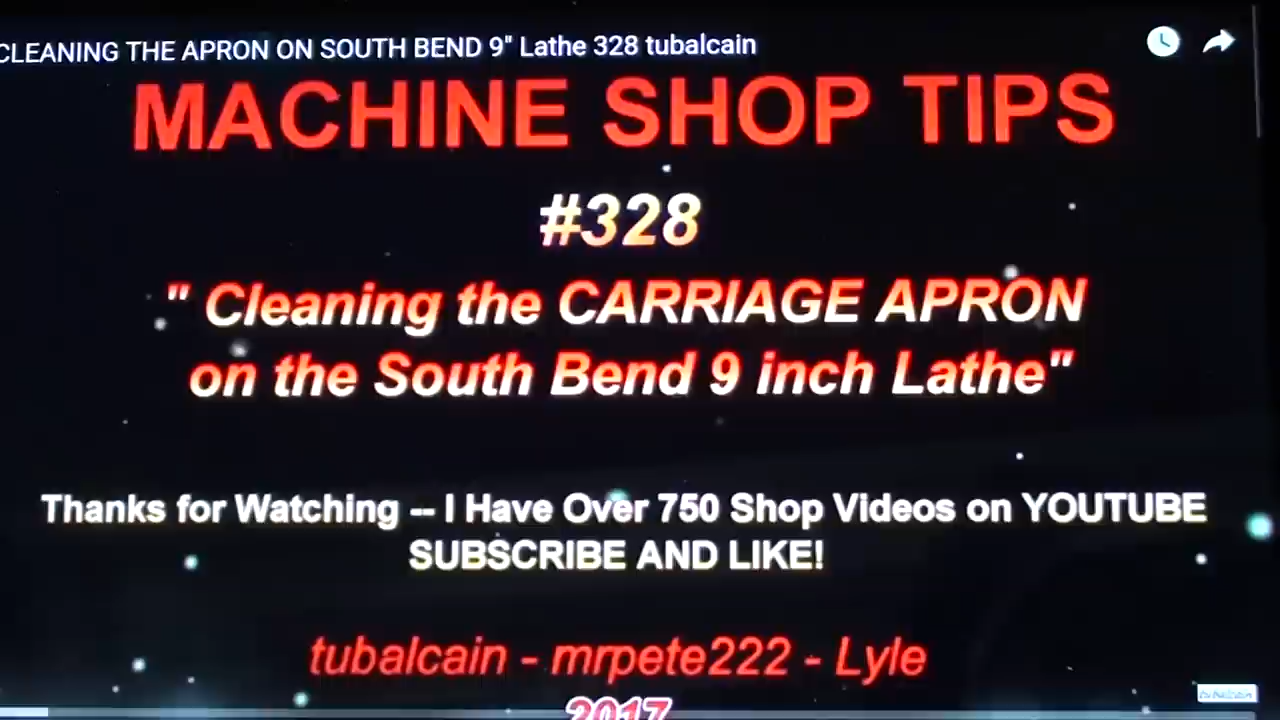 CLEANING THE APRON ON SOUTH BEND 9" Lathe 328 tubalcain
MACHINE SHOP TIPS
#328
" Cleaning the CARRIAGE APRON
on the South Bend 9 inch Lathe"
Thanks for Watching -- I Have Over 750 Shop Videos on YOUTUBE
SUBSCRIBE AND LIKE!
tubalcain - mrpete222 - Lyle
2017
tubalcain